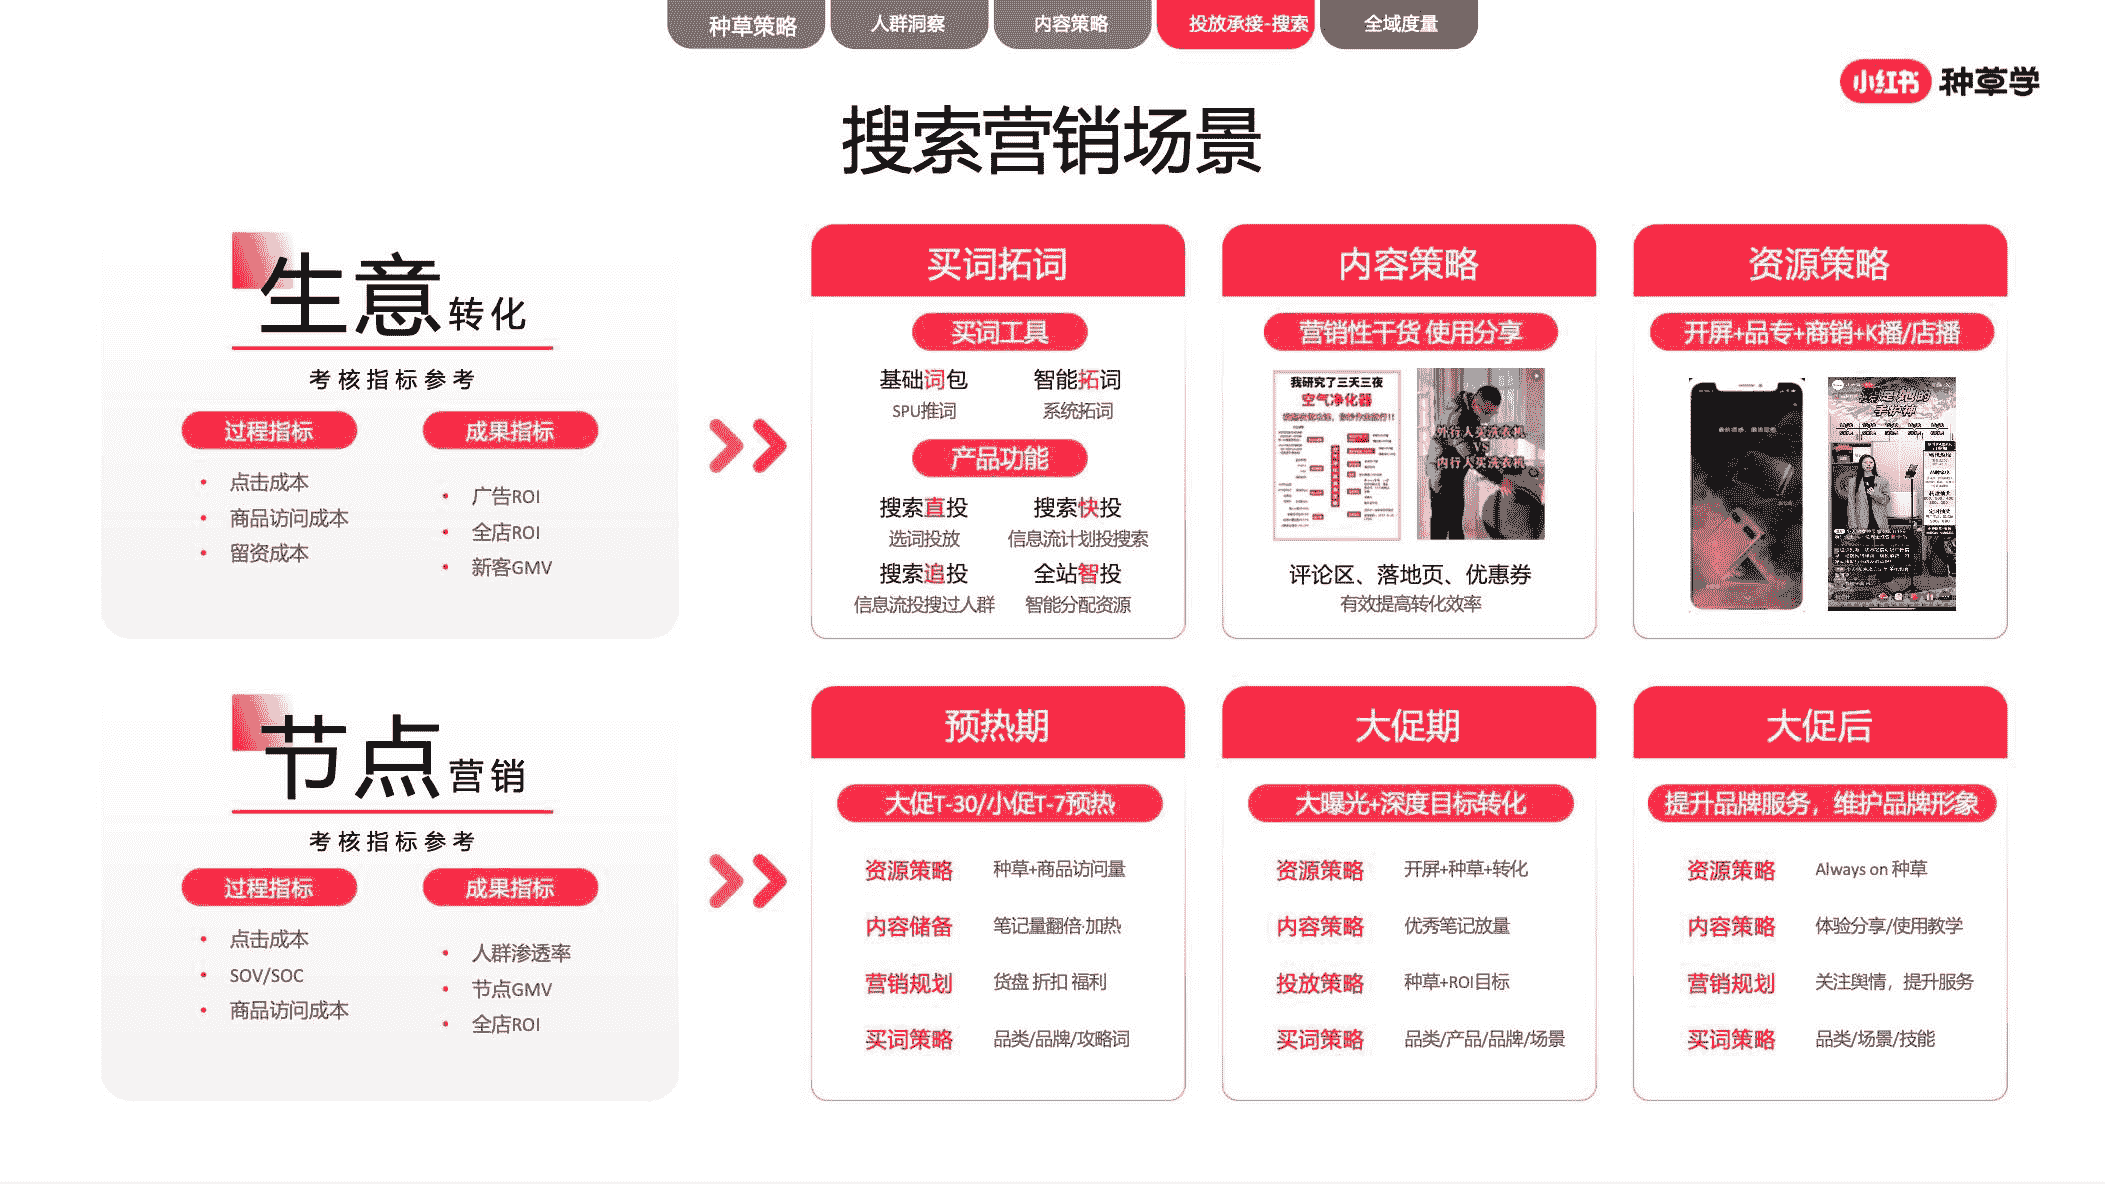 种草策略
人群洞察
内容策略
投放承接-搜索
全域度量
小红书 种草学
搜索营销场景
生意转化
考核指标参考
过程指标
成果指标
点击成本
商品访问成本
留资成本
广告ROI
全店ROI
新客GMV
买词拓词
买词工具
基础词包
智能拓词
SPU推词
系统拓词
产品功能
搜索直投
搜索快投
选词投放
信息流计划投搜索
搜索追投
全站智投
信息流投搜过人群
智能分配资源
内容策略
营销性干货 使用分享
我研究了三天三夜
空气净化器
外行人买洗衣机
VS
内行人买洗衣机
评论区、落地页、优惠券
有效提高转化效率
资源策略
开屏+品专+商销+K播/店播
节点营销
考核指标参考
过程指标
成果指标
点击成本
SOV/SOC
商品访问成本
人群渗透率
节点GMV
全店ROI
预热期
大促T-30/小促T-7预热
资源策略 种草+商品访问量
内容储备 笔记量翻倍·加热
营销规划 货盘 折扣 福利
买词策略 品类/品牌/攻略词
大促期
大曝光+深度目标转化
资源策略 开屏+种草+转化
内容策略 优秀笔记放量
投放策略 种草+ROI目标
买词策略 品类/产品/品牌/场景
大促后
提升品牌服务，维护品牌形象
资源策略 Always on 种草
内容策略 体验分享/使用教学
营销规划 关注舆情，提升服务
买词策略 品类/场景/技能